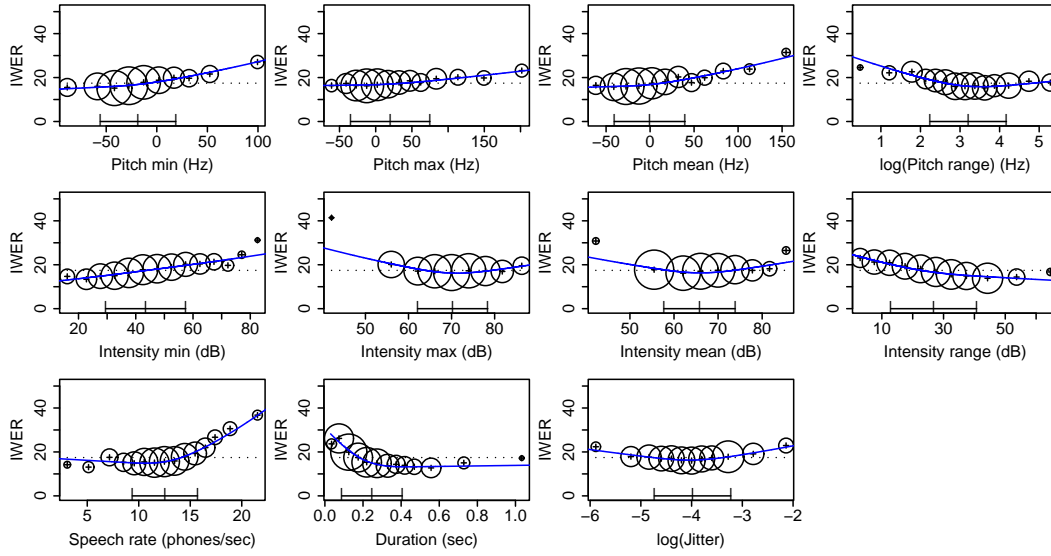 IWER
0 20 40
−50 0 50 100
Pitch min (Hz)
IWER
0 20 40
−50 0 50 150
Pitch max (Hz)
IWER
0 20 40
−50 0 50 100 150
Pitch mean (Hz)
IWER
0 20 40
1 2 3 4 5
log(Pitch range) (Hz)
IWER
0 20 40
20 40 60 80
Intensity min (dB)
IWER
0 20 40
50 60 70 80
Intensity max (dB)
IWER
0 20 40
50 60 70 80
Intensity mean (dB)
IWER
0 20 40
10 30 50
Intensity range (dB)
IWER
0 20 40
5 10 15 20
Speech rate (phones/sec)
IWER
0 20 40
0.0 0.2 0.4 0.6 0.8 1.0
Duration (sec)
IWER
0 20 40
−6 −5 −4 −3 −2
log(Jitter)